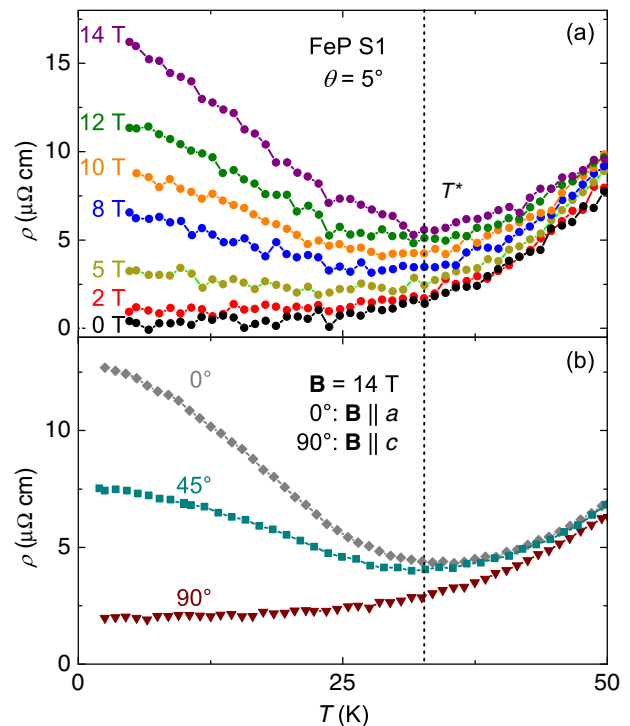 (a)
FeP S1
θ = 5°
14 T
12 T
10 T
8 T
5 T
2 T
0 T
T*
ρ (μΩ cm)
15
10
5
0
(b)
B = 14 T
0°: B || a
90°: B || c
0°
45°
90°
ρ (μΩ cm)
10
5
0
0 25 50
T (K)